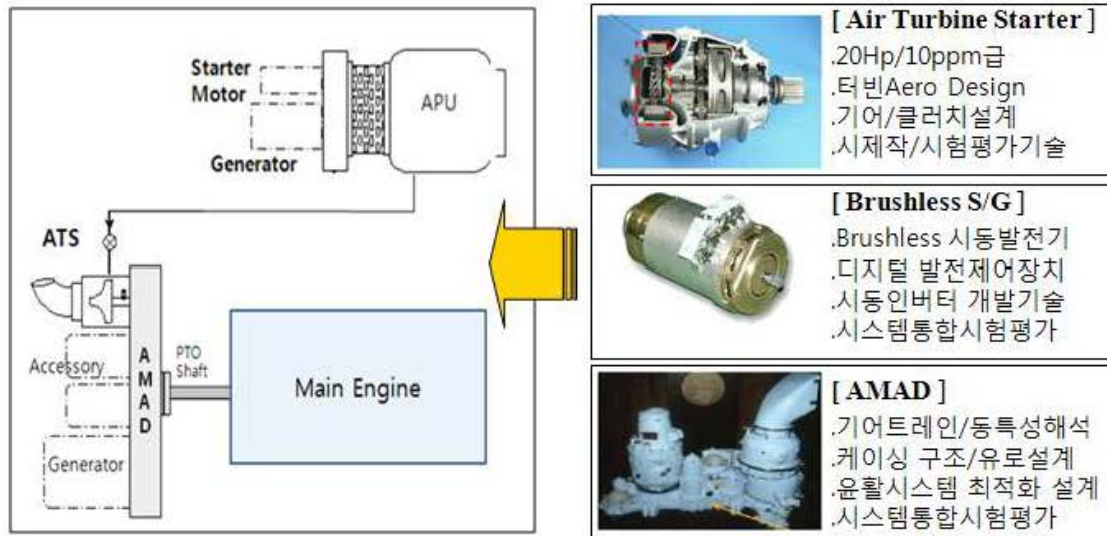 Starter
Motor
APU
Generator
ATS
Accessory
AMAD
PTO
Shaft
Main Engine
Generator
[ Air Turbine Starter ]
.20Hp/10ppm급
.터빈Aero Design
.기어/클러치설계
.시제작/시험평가기술
[ Brushless S/G ]
.Brushless 시동발전기
.디지털 발전제어장치
.시동인버터 개발기술
.시스템통합시험평가
[ AMAD ]
.기어트레인/동특성해석
.케이싱 구조/유로설계
.윤활시스템 최적화 설계
.시스템통합시험평가